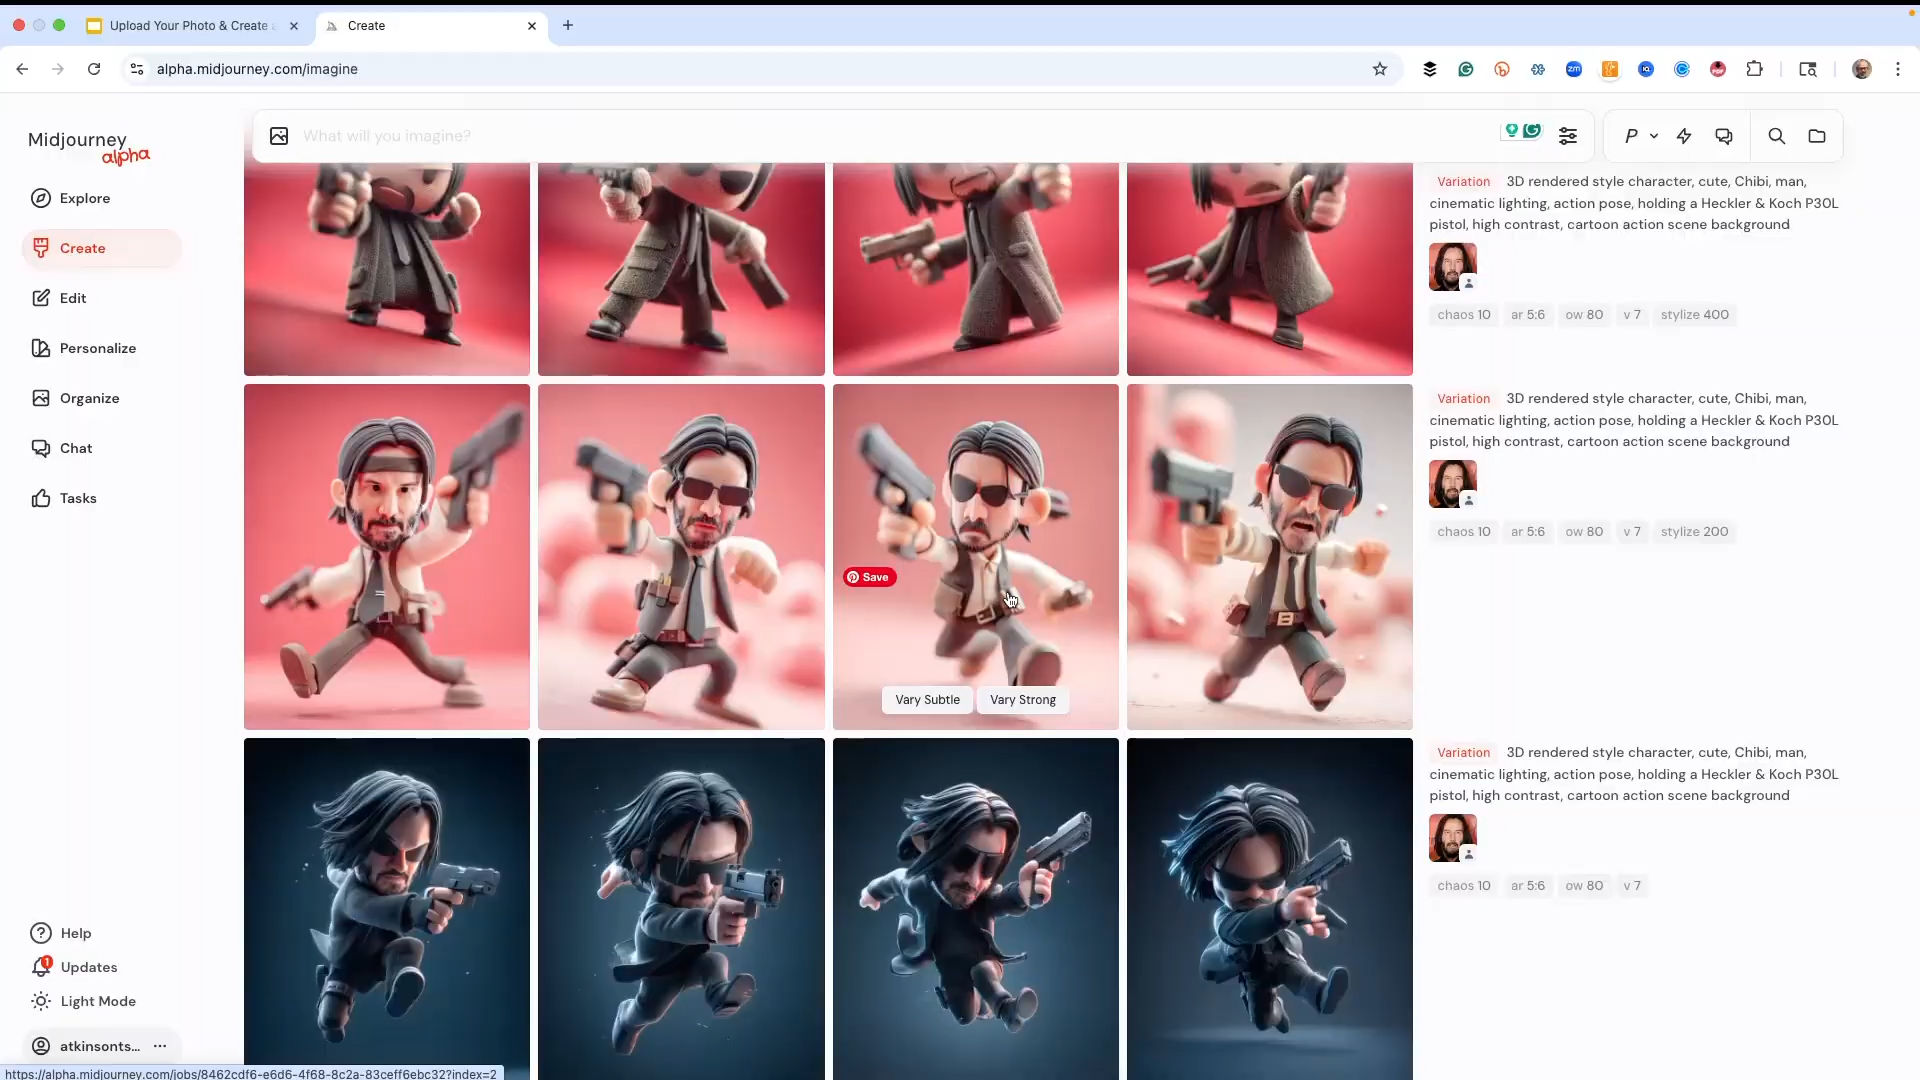 Upload Your Photo & Create a
Create
alpha.midjourney.com/imagine
Midjourney
alpha
What will you imagine?
Explore
Create
Edit
Personalize
Organize
Chat
Tasks
Help
1
Updates
Light Mode
atkinsonts...
Variation 3D rendered style character, cute, Chibi, man,
cinematic lighting, action pose, holding a Heckler & Koch P30L
pistol, high contrast, cartoon action scene background
chaos 10 ar 5:6 ow 80 v 7 stylize 400
Variation 3D rendered style character, cute, Chibi, man,
cinematic lighting, action pose, holding a Heckler & Koch P30L
pistol, high contrast, cartoon action scene background
chaos 10 ar 5:6 ow 80 v 7 stylize 200
Save
Vary Subtle Vary Strong
Variation 3D rendered style character, cute, Chibi, man,
cinematic lighting, action pose, holding a Heckler & Koch P30L
pistol, high contrast, cartoon action scene background
chaos 10 ar 5:6 ow 80 v 7
https://alpha.midjourney.com/jobs/8462cdf6-e6d6-4f68-8c2a-83ceff6ebc32?index=2